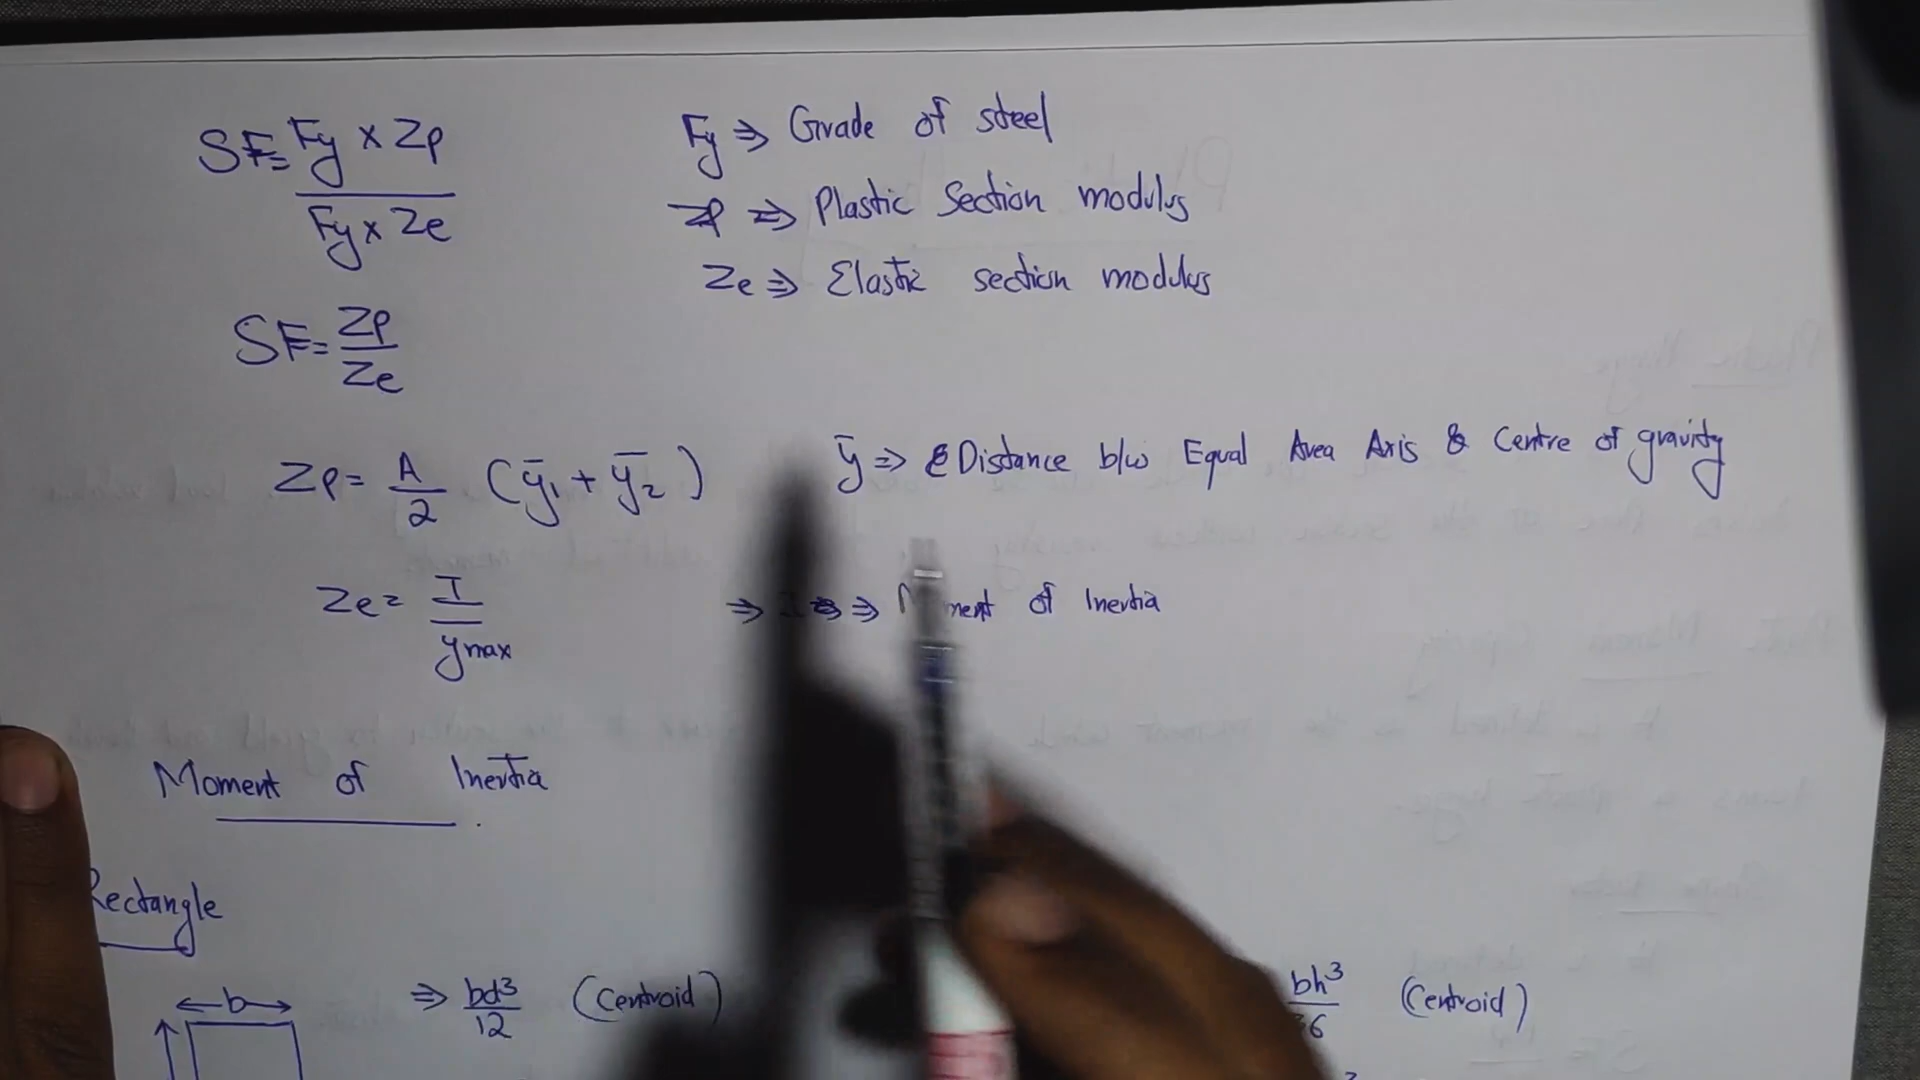 SF= Fy x Zp
Fy x Ze
Fy ⇒ Grade of steel
Zp ⇒ Plastic Section modulus
Ze ⇒ Elastic section modulus
SF= Zp
Ze
Zp= A/2 (ȳ1 + ȳ2)
ȳ ⇒ Distance b/w Equal Area Axis & Centre of gravity
Ze= I
ymax
⇒ ⇒ Moment of Inertia
Moment of Inertia
Rectangle
b
⇒ bd³/12 (Centroid)
bh³/36 (Centroid)